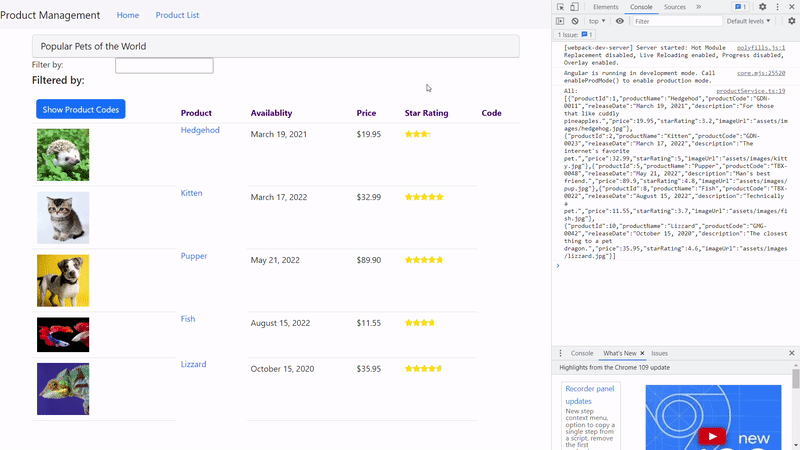 Product Management Home Product List
Popular Pets of the World
Filter by:
Filtered by:
Show Product Codes
Product Availablity Price Star Rating Code
Hedgehod March 19, 2021 $19.95
Kitten March 17, 2022 $32.99
Pupper May 21, 2022 $89.90
Fish August 15, 2022 $11.55
Lizzard October 15, 2020 $35.95
Elements Console Sources » 1
top Filter Default levels
1 Issue: 1
[webpack-dev-server] Server started: Hot Module polyfills.js:1
Replacement disabled, Live Reloading enabled, Progress disabled,
Overlay enabled.
Angular is running in development mode. Call core.mjs:25520
enableProdMode() to enable production mode.
All: productService.ts:19
[{"productId":1,"productName":"Hedgehod","productCode":"GDN-
0011","releaseDate":"March 19, 2021","description":"For those
that like cuddly
pineapples.","price":19.95,"starRating":3.2,"imageUrl":"assets/im
ages/hedgehog.jpg"},
{"productId":2,"productName":"Kitten","productCode":"GDN-
0023","releaseDate":"March 17, 2022","description":"The
internet's favorite
pet.","price":32.99,"starRating":5,"imageUrl":"assets/images/kitt
y.jpg"},{"productId":5,"productName":"Pupper","productCode":"TBX-
0048","releaseDate":"May 21, 2022","description":"Man's best
friend.","price":89.9,"starRating":4.8,"imageUrl":"assets/images/
pup.jpg"},{"productId":8,"productName":"Fish","productCode":"TBX-
0022","releaseDate":"August 15, 2022","description":"Technically
a
pet.","price":11.55,"starRating":3.7,"imageUrl":"assets/images/fi
sh.jpg"},
{"productId":10,"productName":"Lizzard","productCode":"GMG-
0042","releaseDate":"October 15, 2020","description":"The closest
thing to a pet
dragon.","price":35.95,"starRating":4.6,"imageUrl":"assets/images
/lizzard.jpg"}]
Console What's New Issues
Highlights from the Chrome 109 update
Recorder panel
updates
New step
context menu,
option to copy a
single step from
a script, remove
the first
new